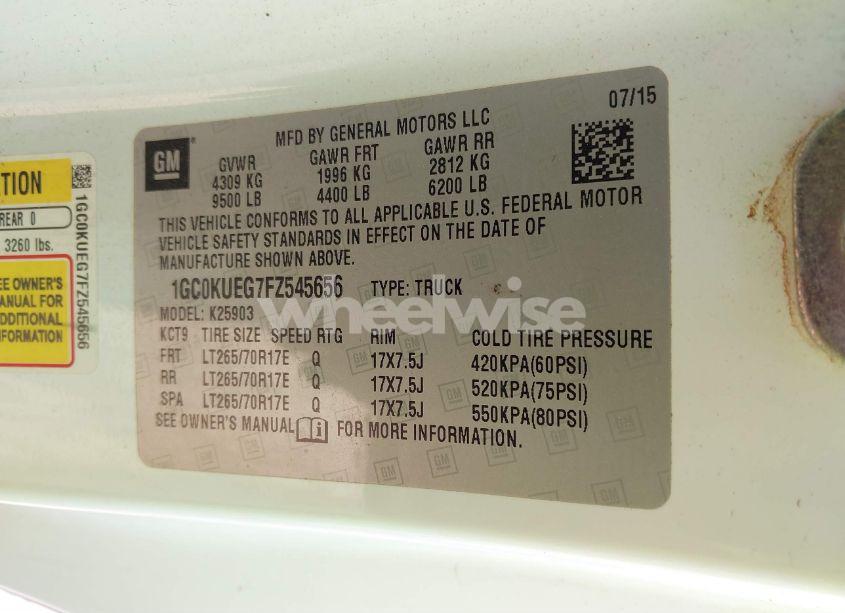 07/15
MFD BY GENERAL MOTORS LLC
GM
GVWR GAWR FRT GAWR RR
4309 KG 1996 KG 2812 KG
9500 LB 4400 LB 6200 LB
THIS VEHICLE CONFORMS TO ALL APPLICABLE U.S. FEDERAL MOTOR
VEHICLE SAFETY STANDARDS IN EFFECT ON THE DATE OF
MANUFACTURE SHOWN ABOVE.
1GC0KUEG7FZ545656 TYPE: TRUCK
MODEL: K25903
KCT9 TIRE SIZE SPEED RTG RIM COLD TIRE PRESSURE
FRT LT265/70R17E Q 17X7.5J 420KPA(60PSI)
RR LT265/70R17E Q 17X7.5J 520KPA(75PSI)
SPA LT265/70R17E Q 17X7.5J 550KPA(80PSI)
SEE OWNER'S MANUAL FOR MORE INFORMATION.
wheelwise
TION
REAR 0
3260 lbs.
EE OWNER'S
MANUAL FOR
ADDITIONAL
INFORMATION
1GC0KUEG7FZ545656